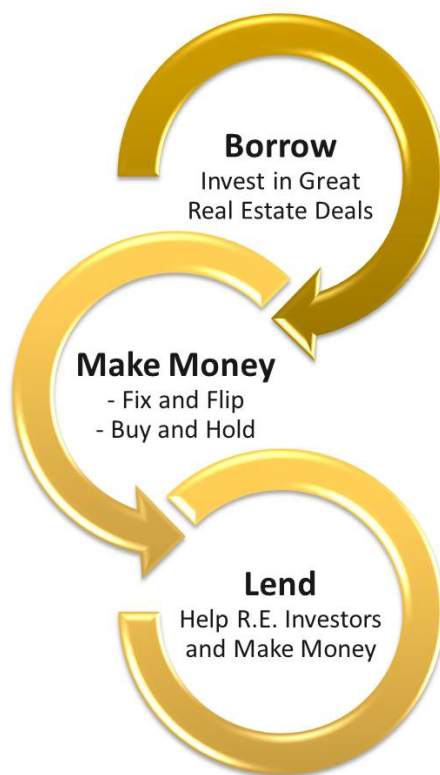 Borrow
Invest in Great
Real Estate Deals
Make Money
- Fix and Flip
- Buy and Hold
Lend
Help R.E. Investors
and Make Money